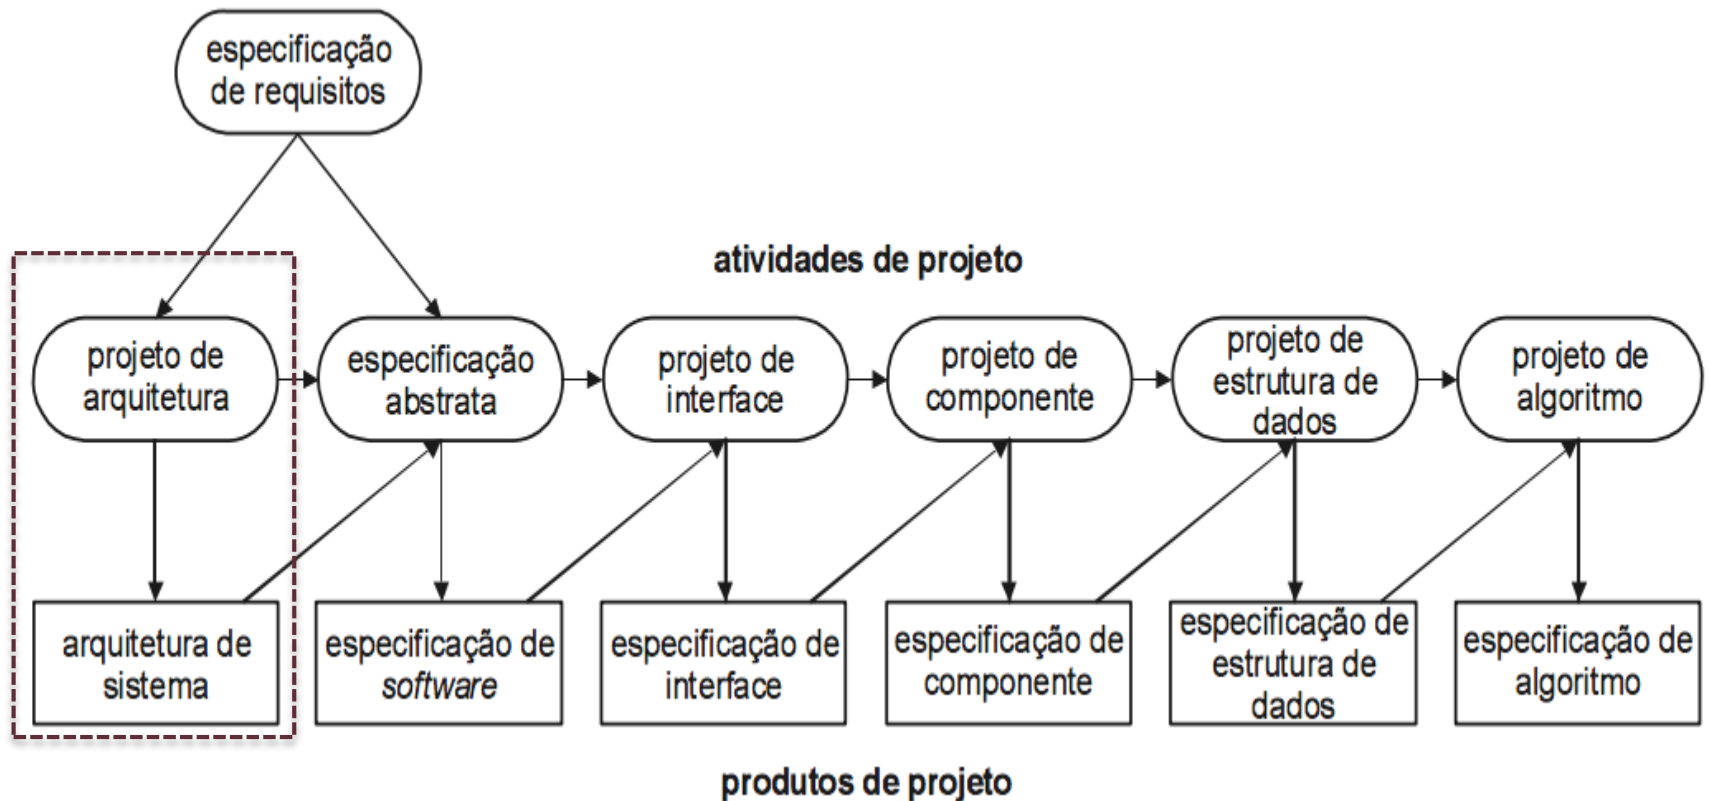 especificação
de requisitos
atividades de projeto
projeto de
arquitetura
especificação
abstrata
projeto de
interface
projeto de
componente
projeto de
estrutura de
dados
projeto de
algoritmo
arquitetura de
sistema
especificação de
software
especificação de
interface
especificação de
componente
especificação de
estrutura de
dados
especificação de
algoritmo
produtos de projeto